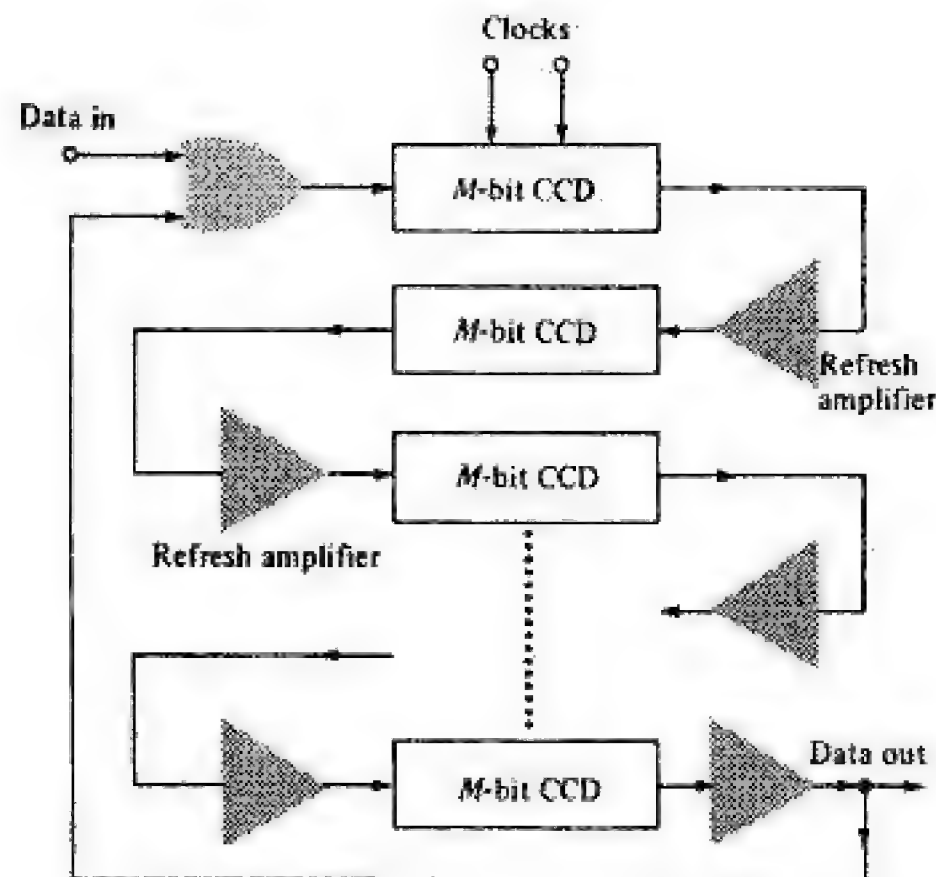 Clocks
Data in
M-bit CCD
M-bit CCD
Refresh
amplifier
M-bit CCD
Refresh amplifier
Data out
M-bit CCD